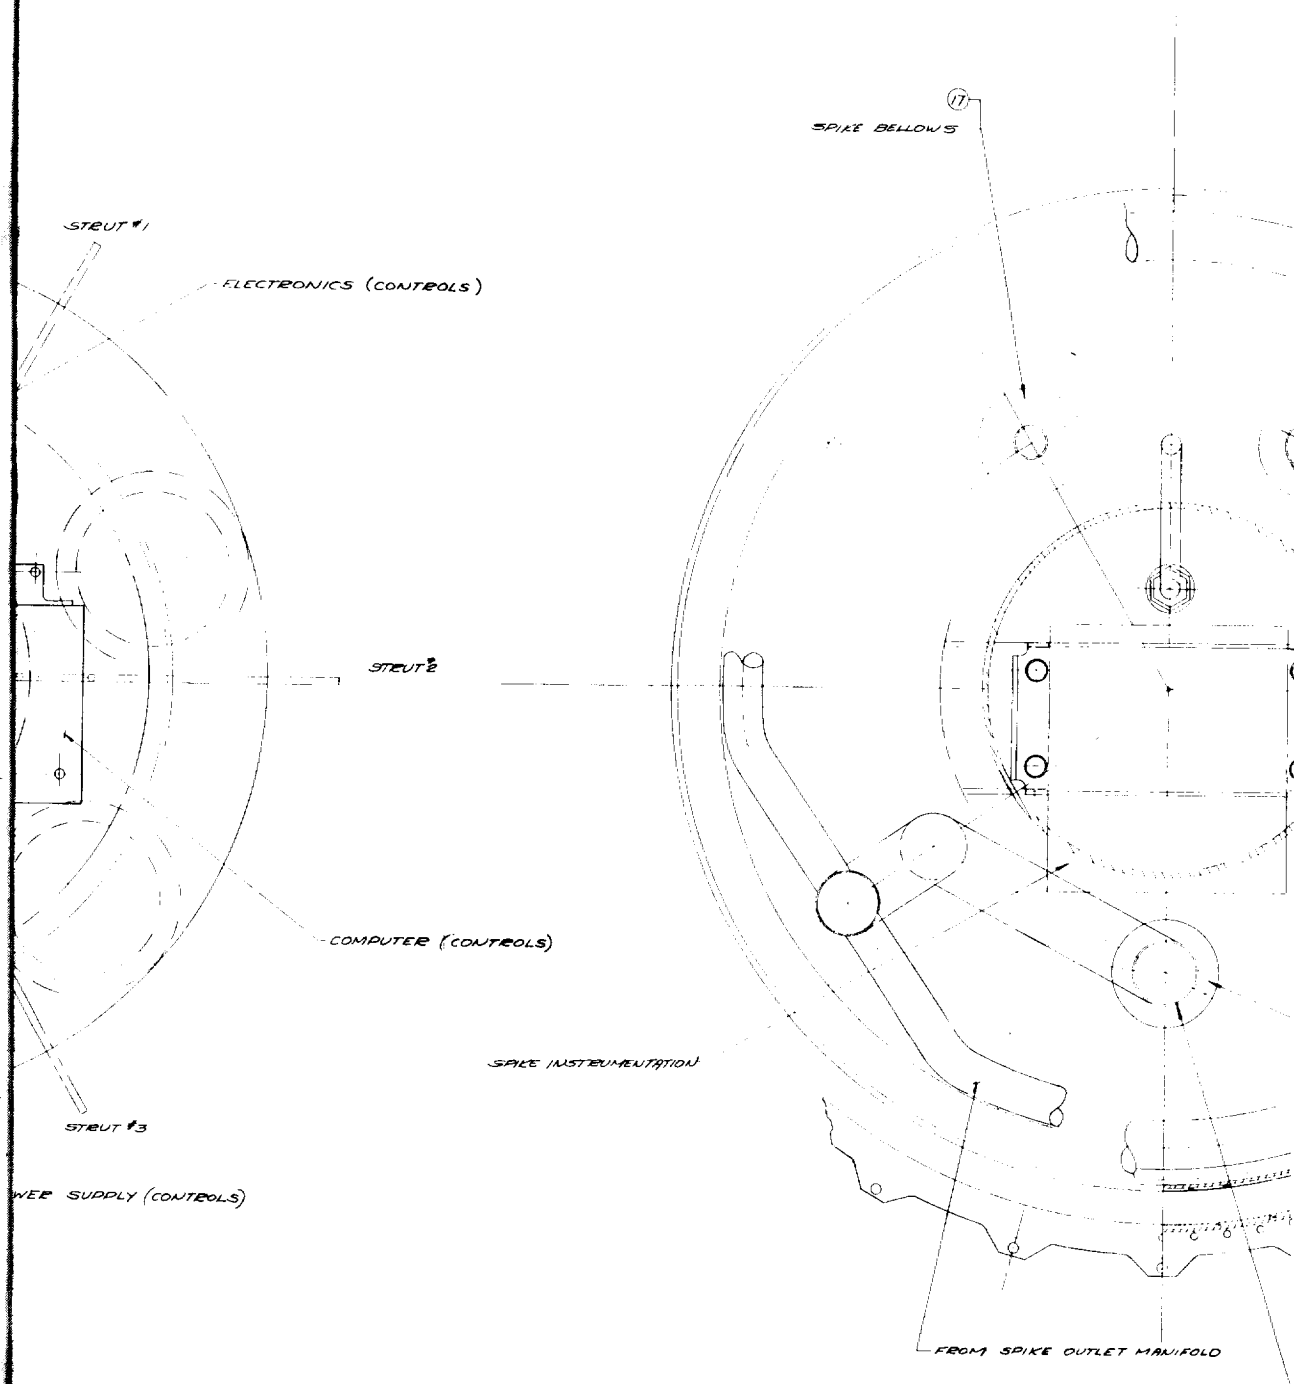 17
SPIKE BELLOWS
STRUT #1
ELECTRONICS (CONTROLS)
STRUT #2
COMPUTER (CONTROLS)
SPIKE INSTRUMENTATION
STRUT #3
WER SUPPLY (CONTROLS)
FROM SPIKE OUTLET MANIFOLD